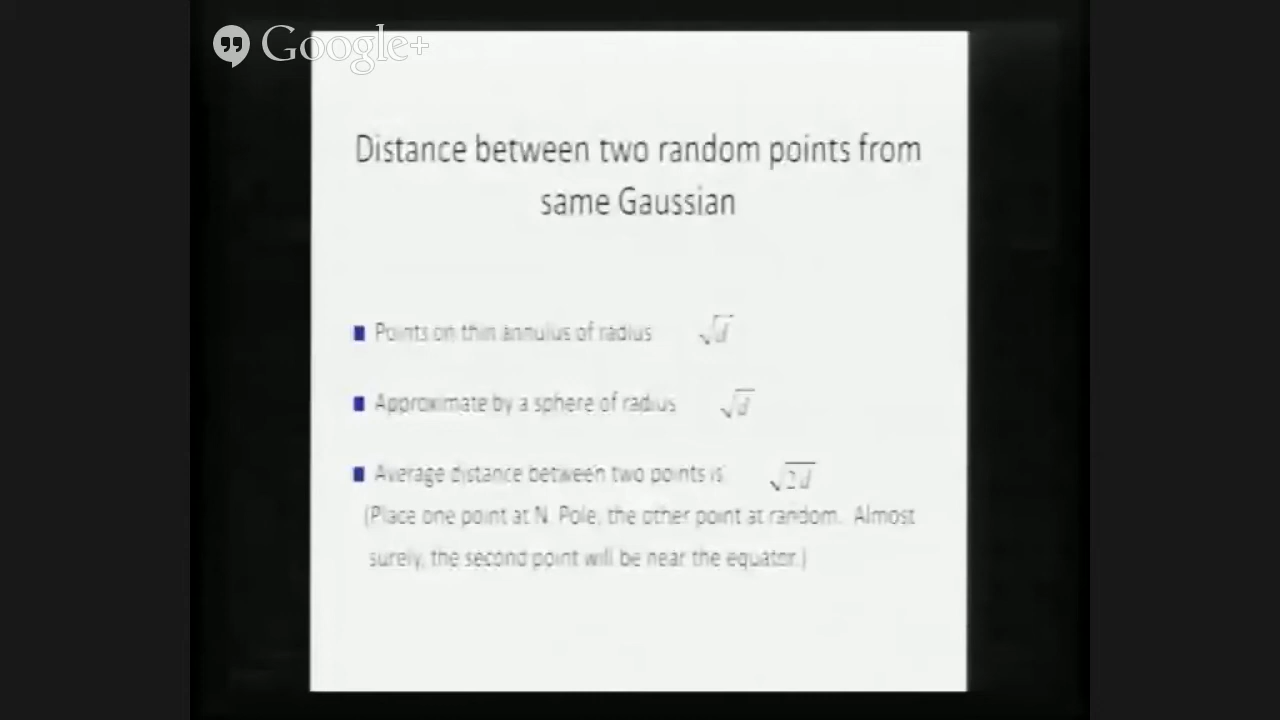 Google+
Distance between two random points from
same Gaussian
Points on thin annulus of radius √d
Approximate by a sphere of radius √d
Average distance between two points is √2d
(Place one point at N. Pole, the other point at random. Almost
surely, the second point will be near the equator.)